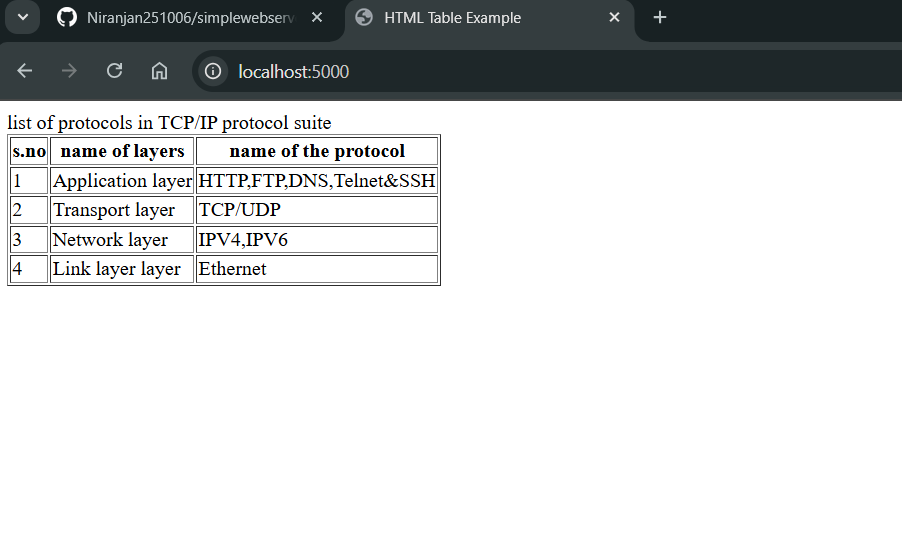 Niranjan251006/simplewebserv
HTML Table Example
localhost:5000
list of protocols in TCP/IP protocol suite
s.no name of layers name of the protocol
1 Application layer HTTP,FTP,DNS,Telnet&SSH
2 Transport layer TCP/UDP
3 Network layer IPV4,IPV6
4 Link layer layer Ethernet